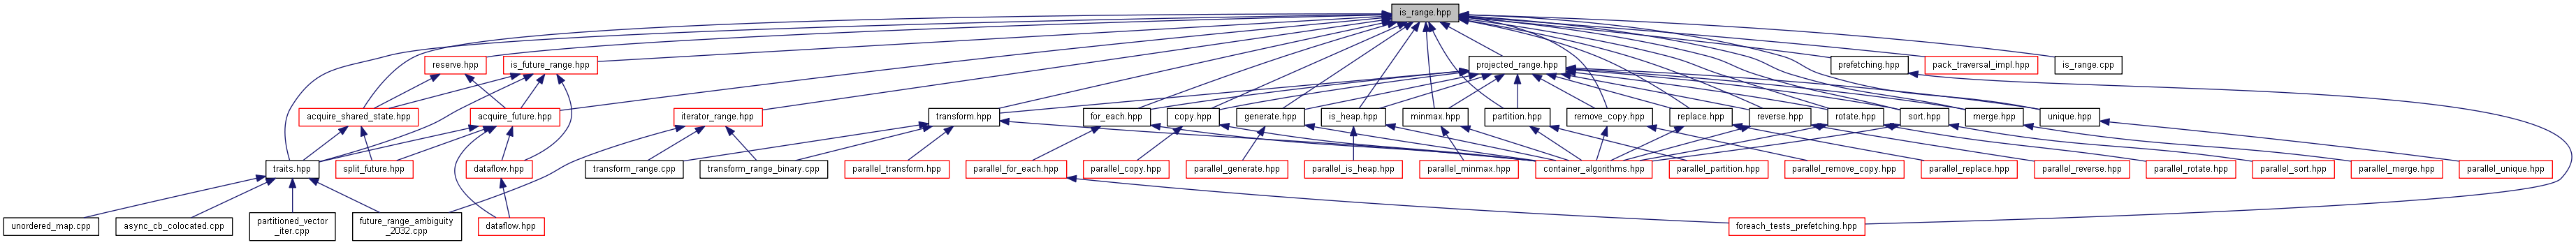 is_range.hpp
reserve.hpp
is_future_range.hpp
projected_range.hpp
prefetching.hpp
pack_traversal_impl.hpp
is_range.cpp
acquire_shared_state.hpp
acquire_future.hpp
iterator_range.hpp
transform.hpp
for_each.hpp
copy.hpp
generate.hpp
is_heap.hpp
minmax.hpp
partition.hpp
remove_copy.hpp
replace.hpp
reverse.hpp
rotate.hpp
sort.hpp
merge.hpp
unique.hpp
traits.hpp
split_future.hpp
dataflow.hpp
transform_range.cpp
transform_range_binary.cpp
parallel_transform.hpp
parallel_for_each.hpp
parallel_copy.hpp
parallel_generate.hpp
parallel_is_heap.hpp
parallel_minmax.hpp
container_algorithms.hpp
parallel_partition.hpp
parallel_remove_copy.hpp
parallel_replace.hpp
parallel_reverse.hpp
parallel_rotate.hpp
parallel_sort.hpp
parallel_merge.hpp
parallel_unique.hpp
unordered_map.cpp
async_cb_colocated.cpp
partitioned_vector
_iter.cpp
future_range_ambiguity
_2032.cpp
dataflow.hpp
foreach_tests_prefetching.hpp